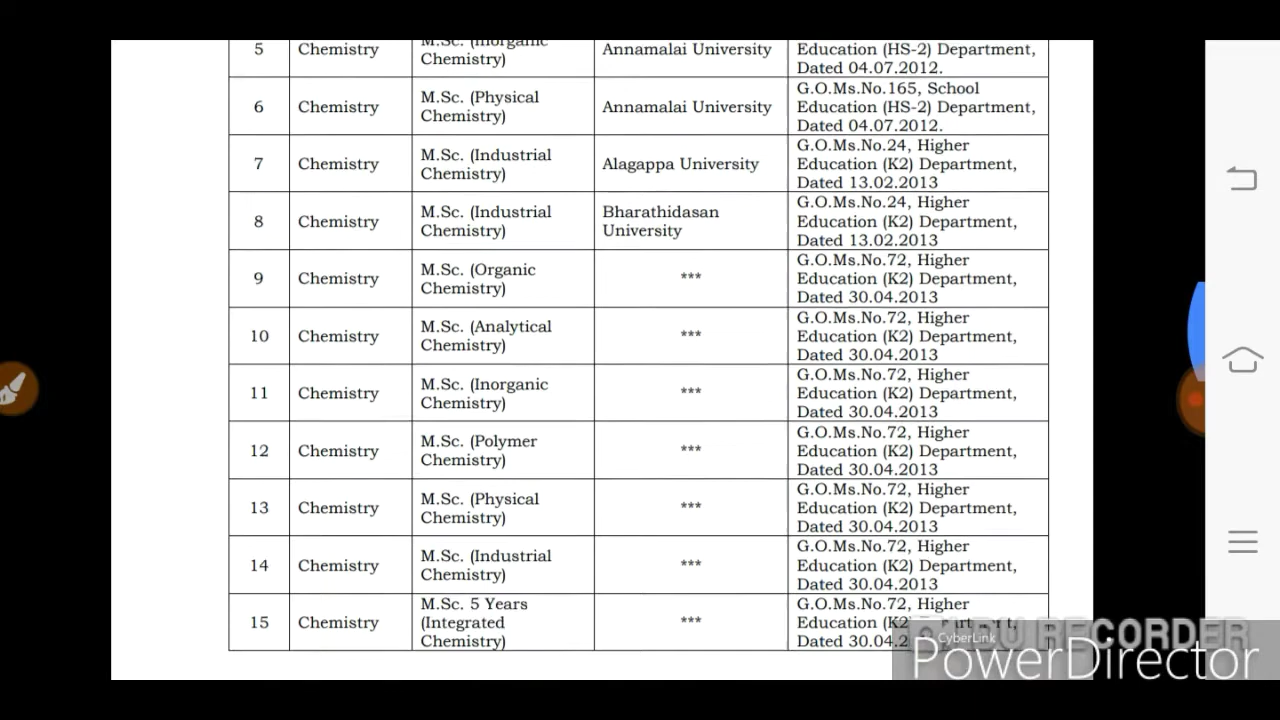 5 Chemistry M.Sc. (Inorganic Annamalai University Education (HS-2) Department,
Chemistry) Dated 04.07.2012.
6 Chemistry M.Sc. (Physical Annamalai University G.O.Ms.No.165, School
Chemistry) Education (HS-2) Department,
Dated 04.07.2012.
7 Chemistry M.Sc. (Industrial Alagappa University G.O.Ms.No.24, Higher
Chemistry) Education (K2) Department,
Dated 13.02.2013
8 Chemistry M.Sc. (Industrial Bharathidasan G.O.Ms.No.24, Higher
Chemistry) University Education (K2) Department,
Dated 13.02.2013
9 Chemistry M.Sc. (Organic *** G.O.Ms.No.72, Higher
Chemistry) Education (K2) Department,
Dated 30.04.2013
10 Chemistry M.Sc. (Analytical *** G.O.Ms.No.72, Higher
Chemistry) Education (K2) Department,
Dated 30.04.2013
11 Chemistry M.Sc. (Inorganic *** G.O.Ms.No.72, Higher
Chemistry) Education (K2) Department,
Dated 30.04.2013
12 Chemistry M.Sc. (Polymer *** G.O.Ms.No.72, Higher
Chemistry) Education (K2) Department,
Dated 30.04.2013
13 Chemistry M.Sc. (Physical *** G.O.Ms.No.72, Higher
Chemistry) Education (K2) Department,
Dated 30.04.2013
14 Chemistry M.Sc. (Industrial *** G.O.Ms.No.72, Higher
Chemistry) Education (K2) Department,
Dated 30.04.2013
15 Chemistry M.Sc. 5 Years *** G.O.Ms.No.72, Higher
(Integrated Education (K2)
Chemistry) Dated 30.04.2
RECORDER
CyberLink
PowerDirector